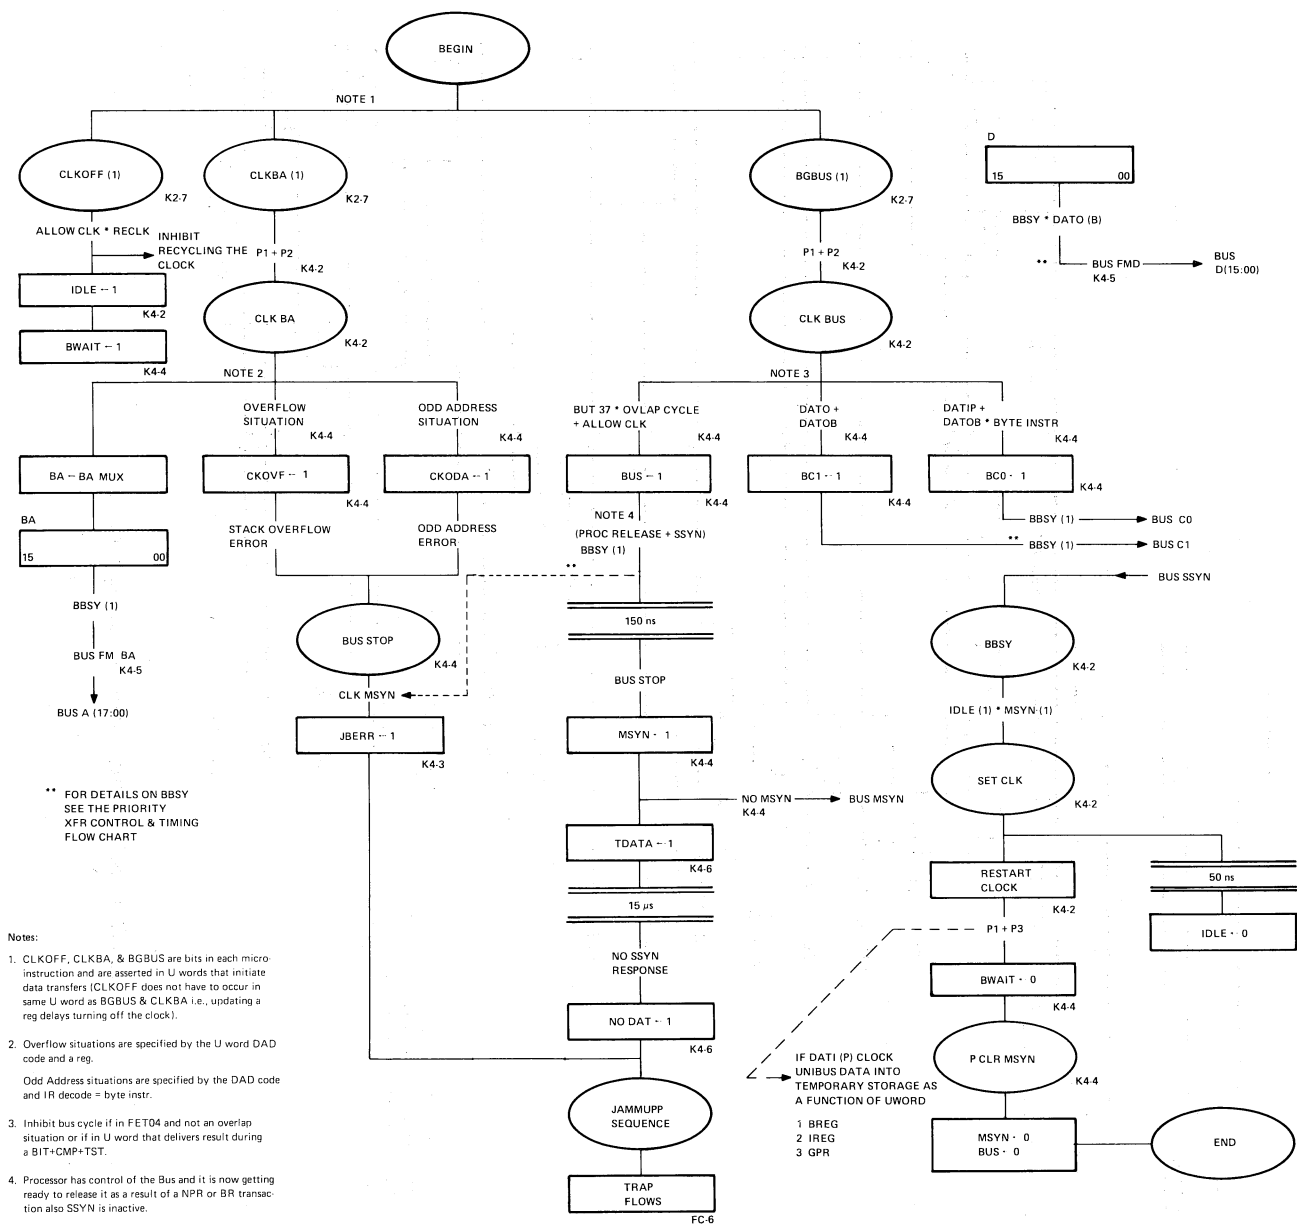 BEGIN
NOTE 1
CLKOFF (1)
K2-7
CLKBA (1)
K2-7
BGBUS (1)
K2-7
D
15 00
ALLOW CLK * RECLK
INHIBIT
RECYCLING THE
CLOCK
P1 + P2
K4-2
P1 + P2
K4-2
BBSY * DATO (B)
** BUS FMD
K4-5
BUS
D(15:00)
IDLE ← 1
K4-2
BWAIT ← 1
K4-4
CLK BA
K4-2
CLK BUS
K4-2
NOTE 2
NOTE 3
OVERFLOW
SITUATION
K4-4
ODD ADDRESS
SITUATION
K4-4
BUT 37 * OVLAP CYCLE
+ ALLOW CLK
K4-4
DATO +
DATOB
K4-4
DATIP +
DATOB * BYTE INSTR
K4-4
BA ← BA MUX
CKOVF ← 1
K4-4
CKODA ← 1
K4-4
BUS ← 1
K4-4
BC1 ← 1
K4-4
BC0 ← 1
K4-4
BA
15 00
STACK OVERFLOW
ERROR
ODD ADDRESS
ERROR
NOTE 4
(PROC RELEASE + SSYN)
BBSY (1)
**
BBSY (1) BUS C0
** BBSY (1) BUS C1
BUS SSYN
BBSY (1)
BUS FM BA
K4-5
BUS A (17:00)
BUS STOP
K4-4
CLK MSYN
JBERR ← 1
K4-3
150 ns
BUS STOP
MSYN ← 1
K4-4
NO MSYN
K4-4
BUS MSYN
TDATA ← 1
K4-6
15 μs
NO SSYN
RESPONSE
NO DAT ← 1
K4-6
JAMMUPP
SEQUENCE
TRAP
FLOWS
FC-6
BBSY
K4-2
IDLE (1) * MSYN (1)
SET CLK
K4-2
RESTART
CLOCK
K4-2
50 ns
IDLE ← 0
P1 + P3
BWAIT ← 0
K4-4
P CLR MSYN
K4-4
IF DATI (P) CLOCK
UNIBUS DATA INTO
TEMPORARY STORAGE AS
A FUNCTION OF UWORD
1 BREG
2 IREG
3 GPR
MSYN ← 0
BUS ← 0
END
** FOR DETAILS ON BBSY
SEE THE PRIORITY
XFR CONTROL & TIMING
FLOW CHART
Notes:
1. CLKOFF, CLKBA, & BGBUS are bits in each micro-
instruction and are asserted in U words that initiate
data transfers (CLKOFF does not have to occur in
same U word as BGBUS & CLKBA i.e., updating a
reg delays turning off the clock).
2. Overflow situations are specified by the U word DAD
code and a reg.
Odd Address situations are specified by the DAD code
and IR decode = byte instr.
3. Inhibit bus cycle if in FET04 and not an overlap
situation or if in U word that delivers result during
a BIT+CMP+TST.
4. Processor has control of the Bus and it is now getting
ready to release it as a result of a NPR or BR transac-
tion also SSYN is inactive.